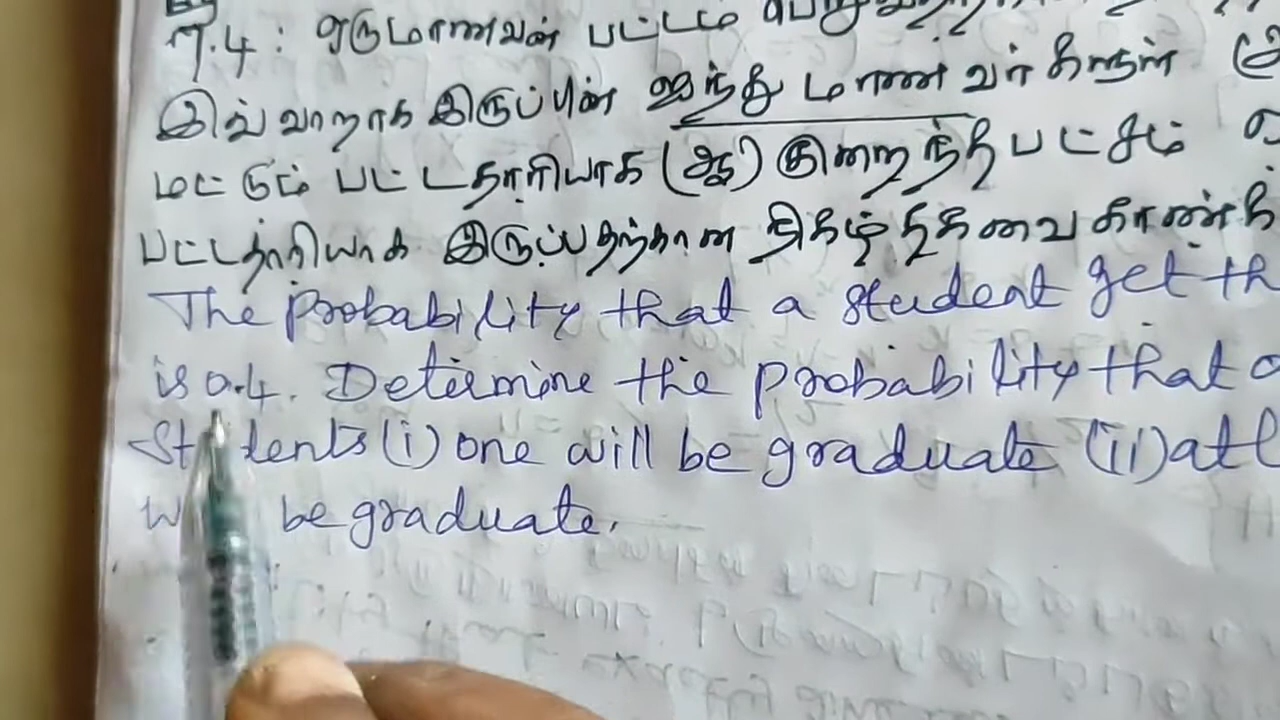 7.4: ஒருமாணவன் பட்டம்
இவ்வாறாக இருப்பின் ஐந்து மாணவர்களுள்
மட்டும் பட்டதாரியாக (அ) குறைந்தபட்சம்
பட்டதாரியாக இருப்பதற்கான நிகழ்தகவை காண்க
The probability that a student get th
is 0.4. Determine the probability that o
Students (i) one will be graduate (ii) atl
be graduate.